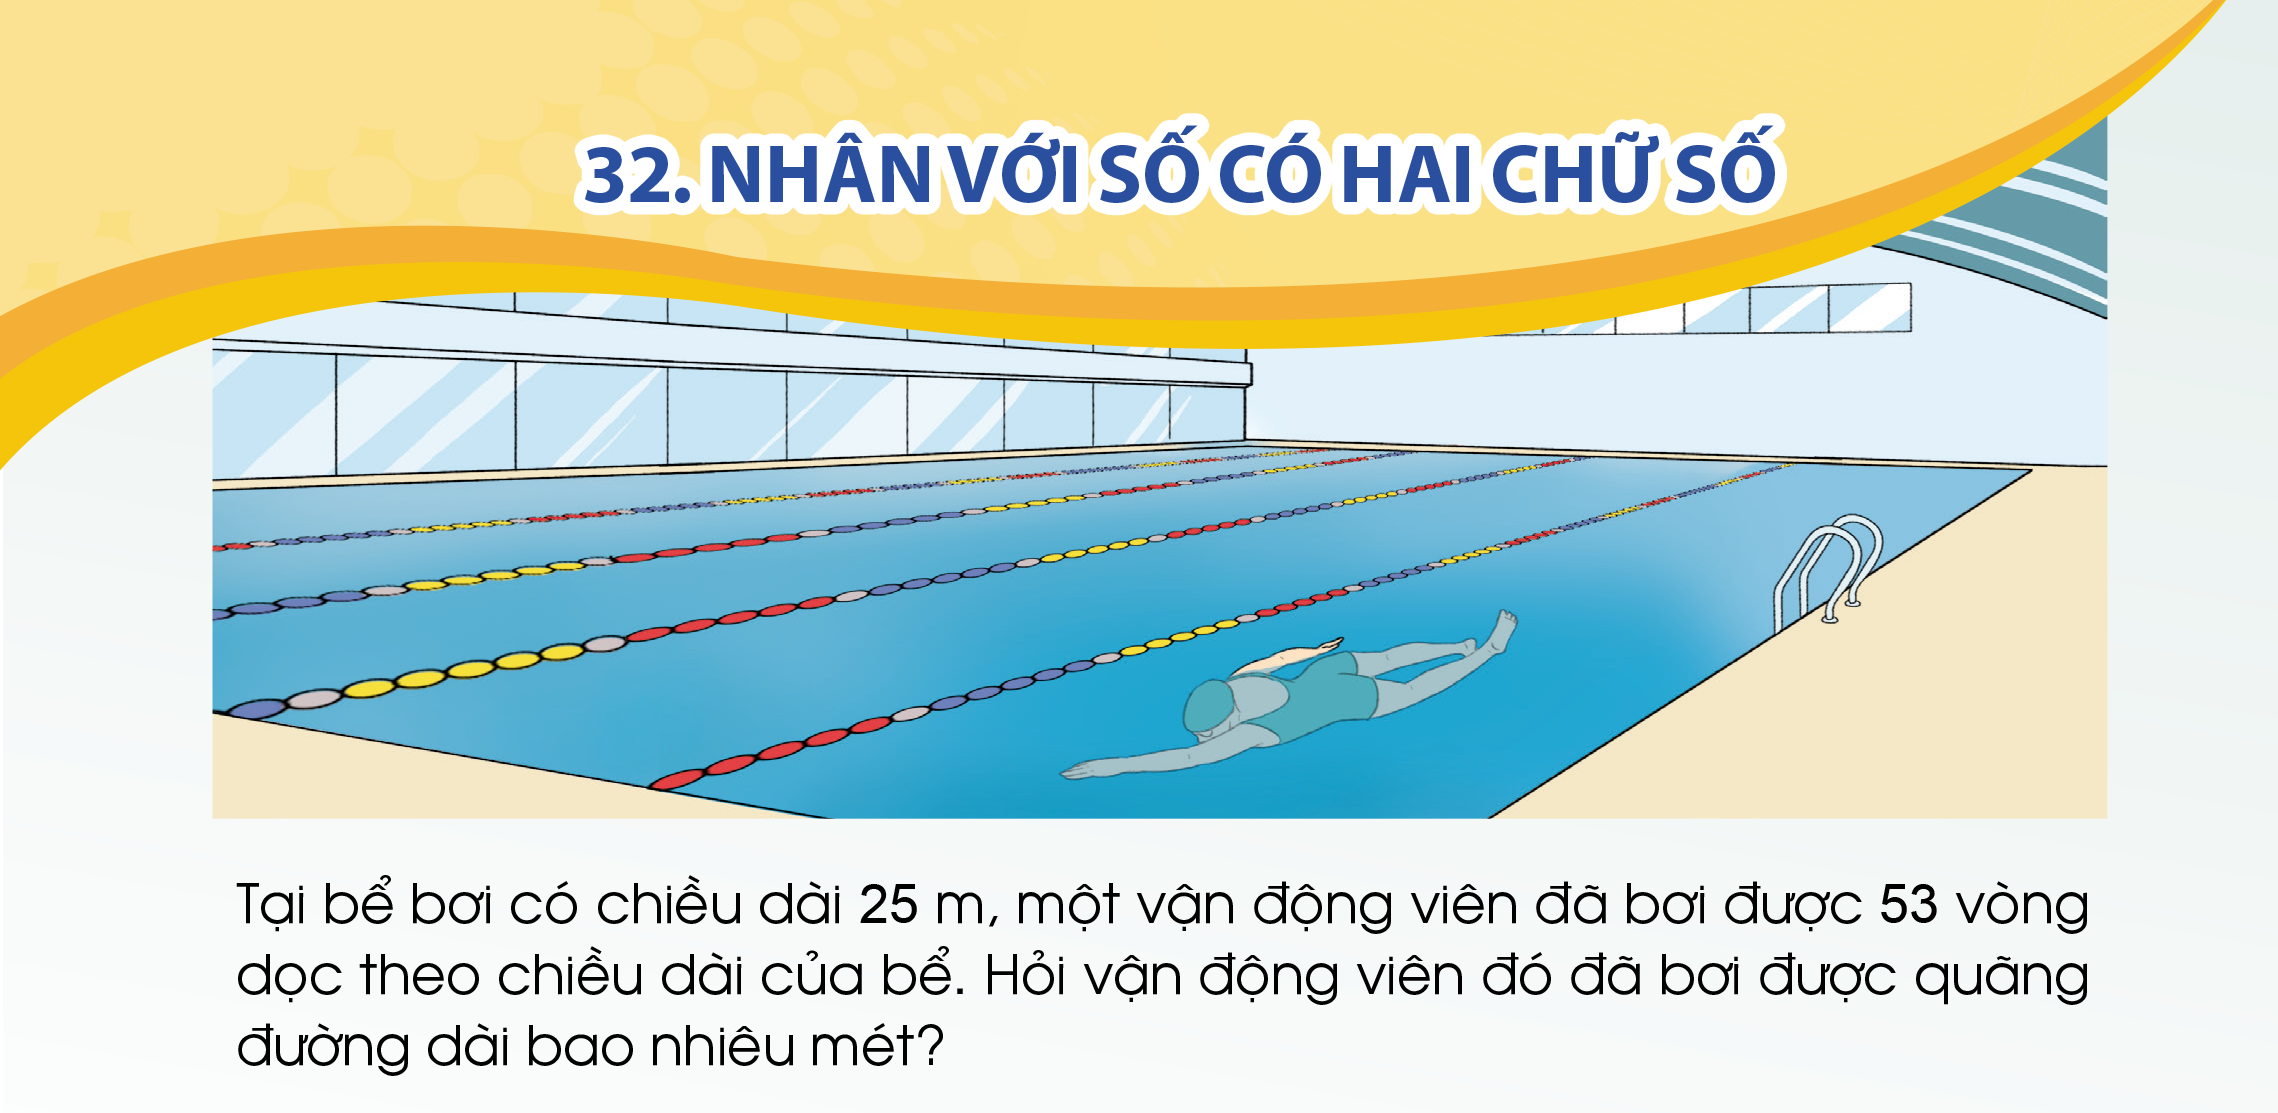 32. NHÂN VỚI SỐ CÓ HAI CHỮ SỐ
Tại bể bơi có chiều dài 25 m, một vận động viên đã bơi được 53 vòng
dọc theo chiều dài của bể. Hỏi vận động viên đó đã bơi được quãng
đường dài bao nhiêu mét?